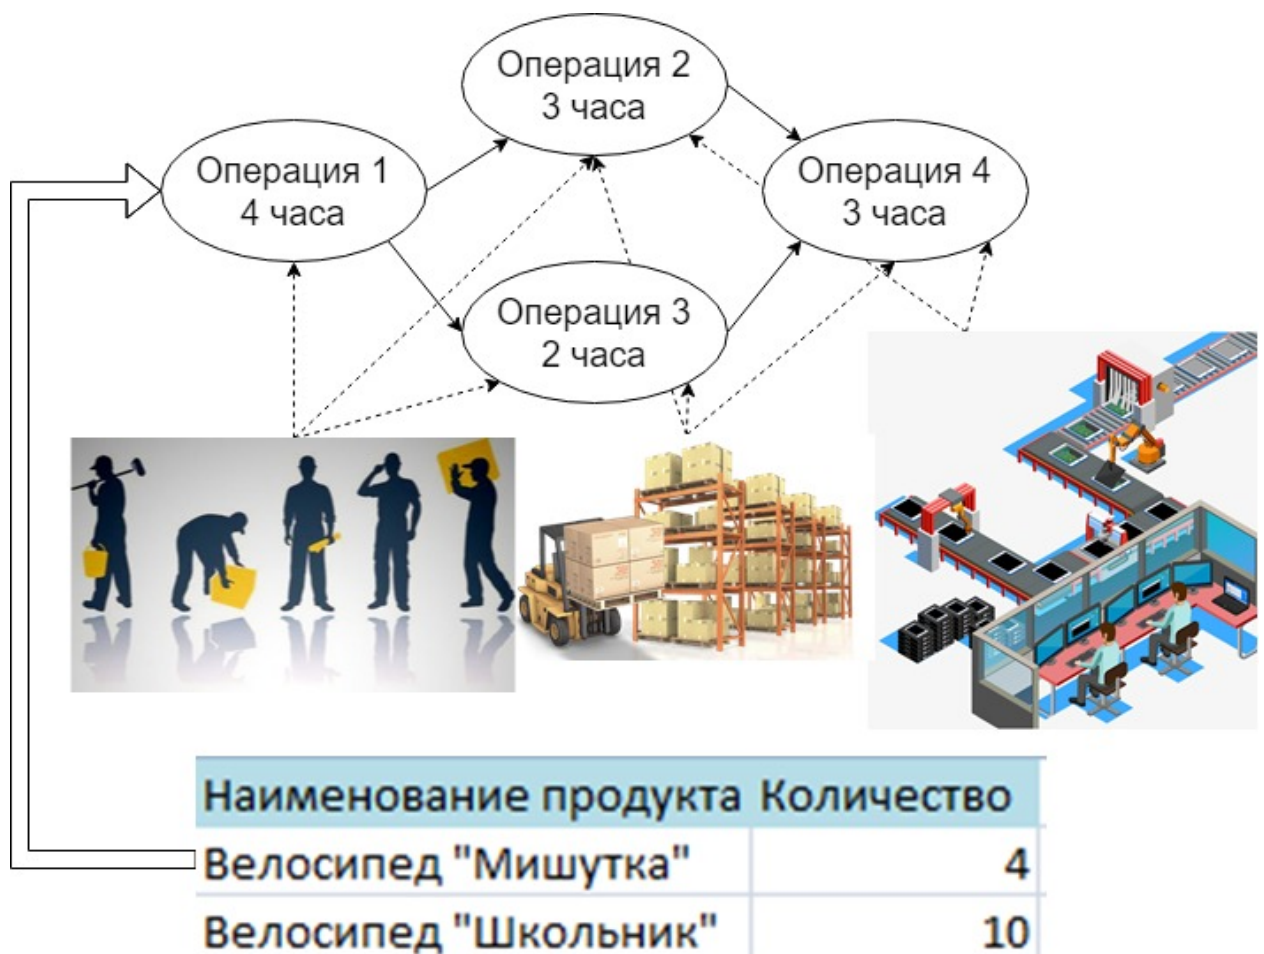 Операция 2
3 часа
Операция 1
4 часа
Операция 4
3 часа
Операция 3
2 часа
Наименование продукта Количество
Велосипед "Мишутка" 4
Велосипед "Школьник" 10